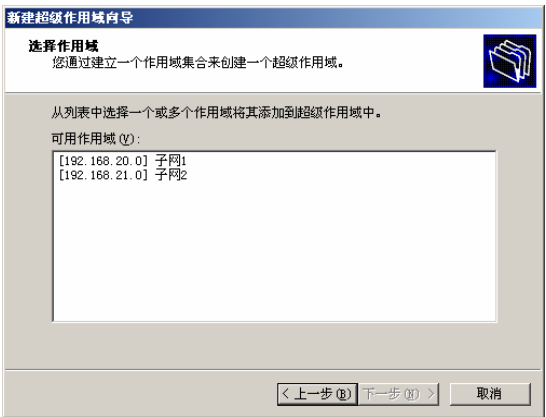 新建超级作用域向导
选择作用域
您通过建立一个作用域集合来创建一个超级作用域。
从列表中选择一个或多个作用域将其添加到超级作用域中。
可用作用域(V):
[192.168.20.0] 子网1
[192.168.21.0] 子网2
< 上一步(B) 下一步(N) > 取消